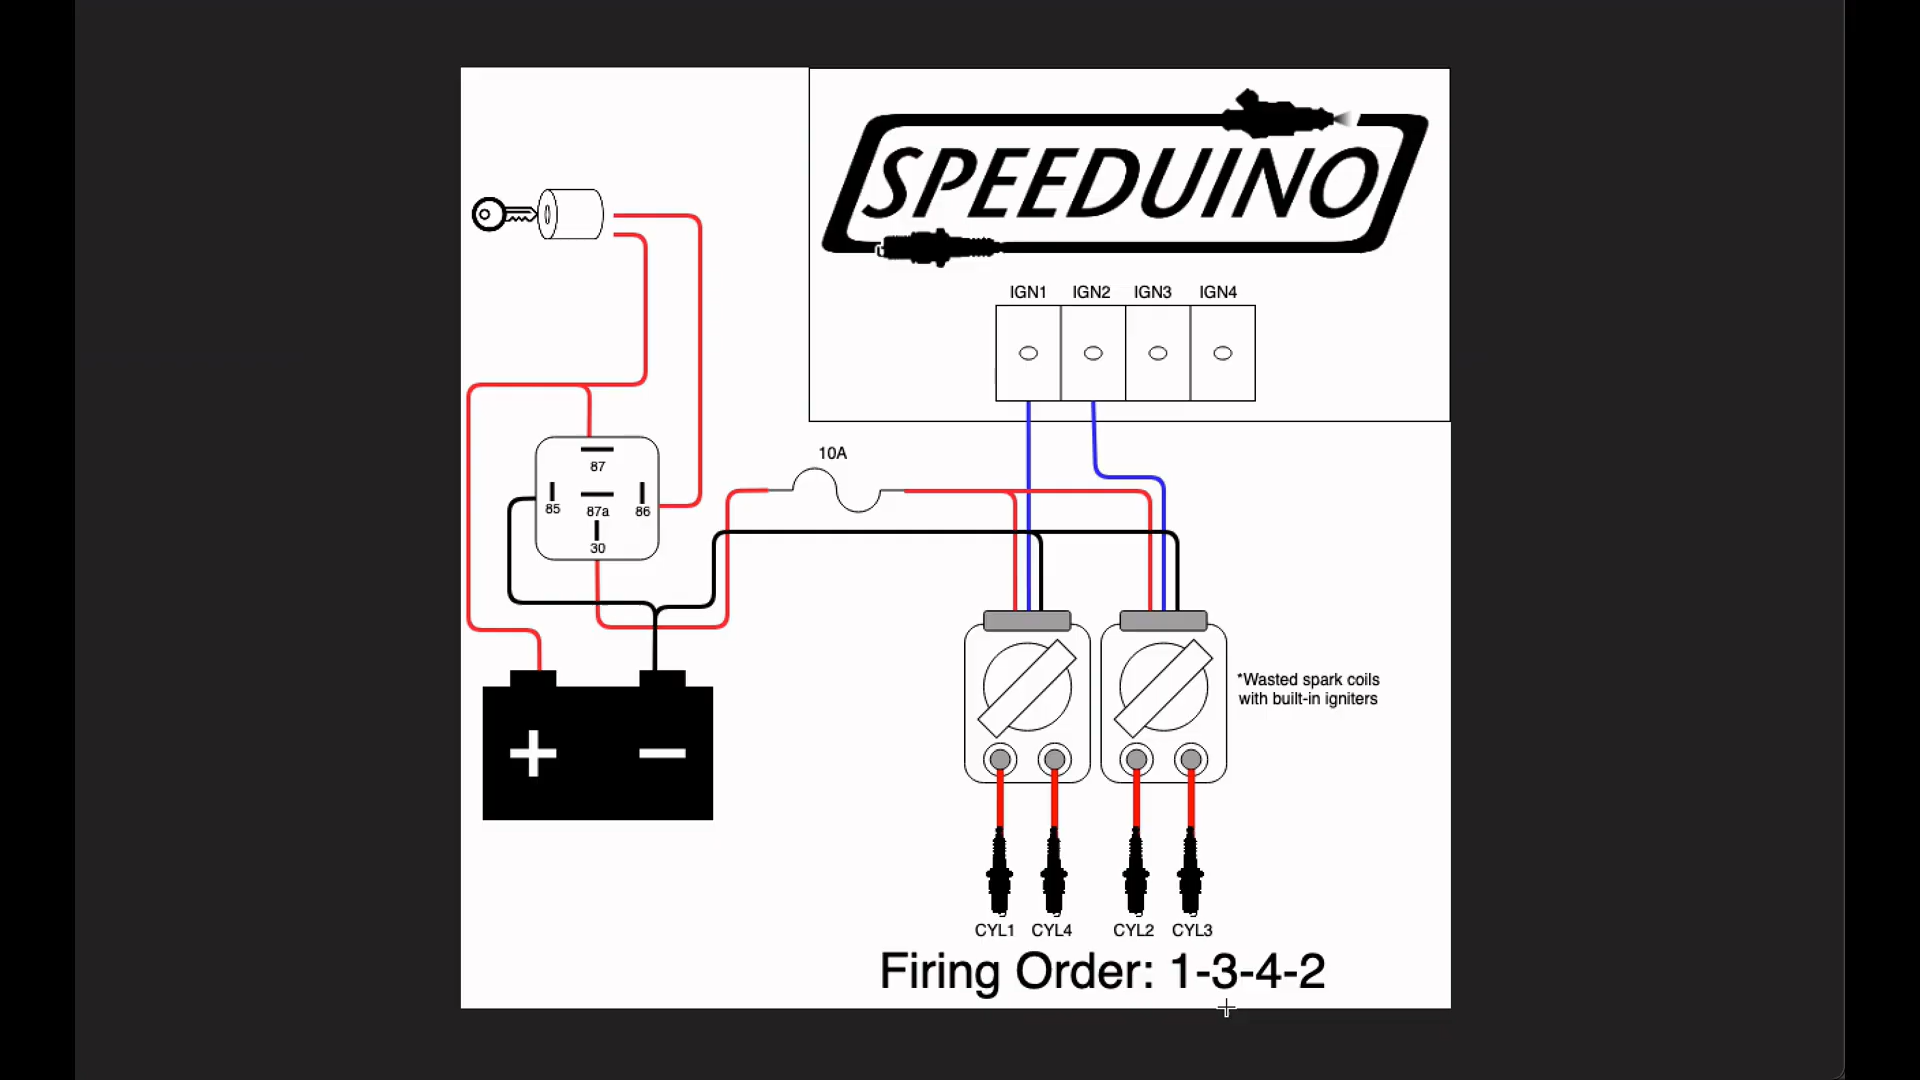 SPEEDUINO
IGN1 IGN2 IGN3 IGN4
10A
87
85 87a 86
30
*Wasted spark coils
with built-in igniters
CYL1 CYL4 CYL2 CYL3
Firing Order: 1-3-4-2